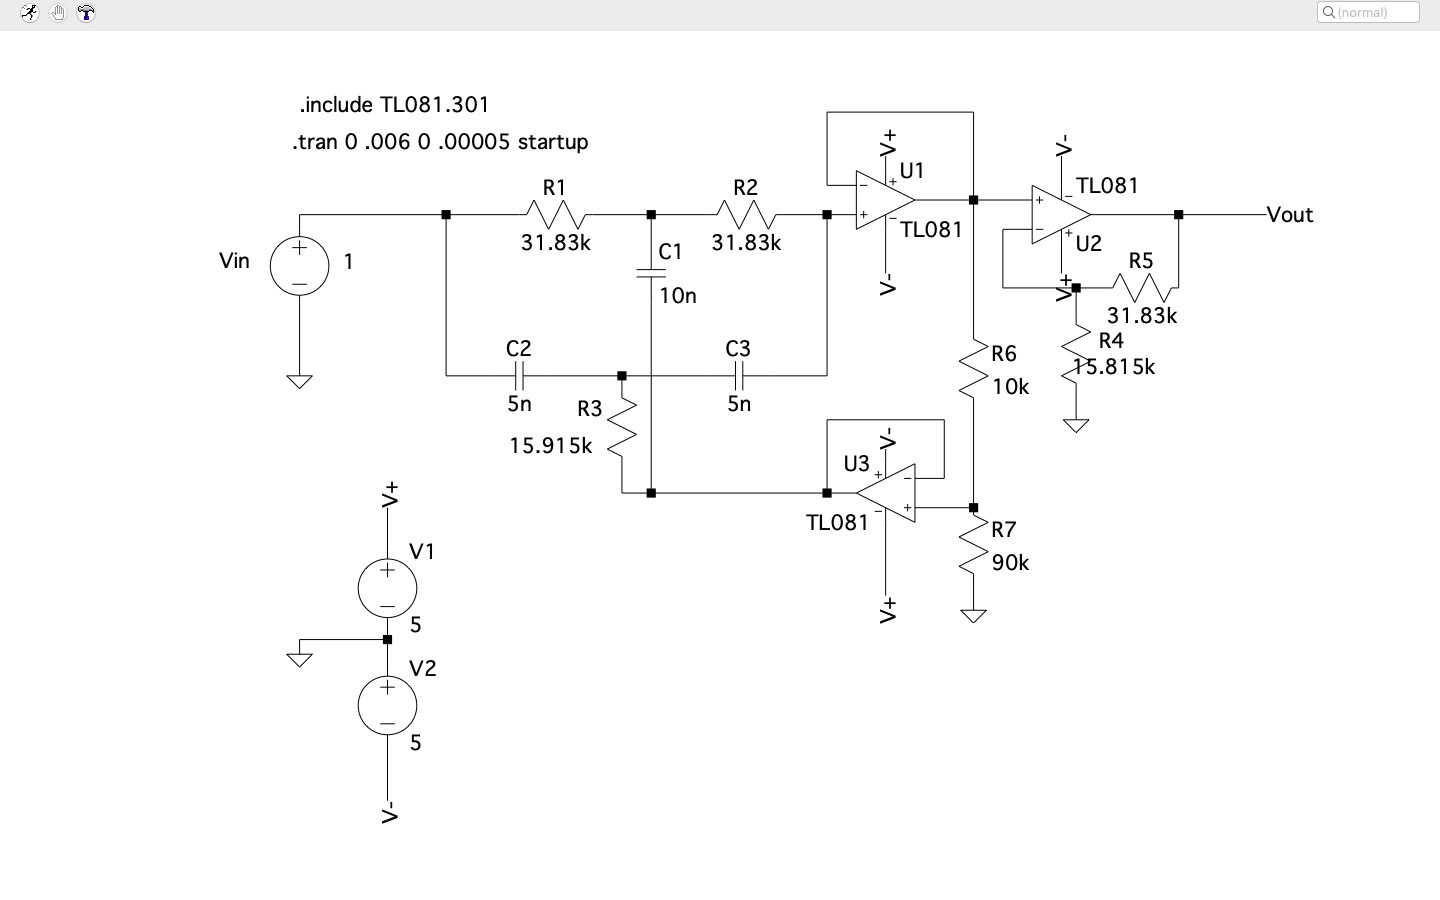 (normal)
.include TL081.301
.tran 0 .006 0 .00005 startup
V+
V-
U1
TL081
R1
R2
+
-
TL081
31.83k
31.83k
+
-
Vout
Vin
1
C1
10n
V-
U2
V+
R5
31.83k
C2
C3
5n
5n
R3
15.915k
R6
10k
R4
15.815k
V-
U3
TL081
R7
90k
V+
V+
V1
5
V2
5
V-